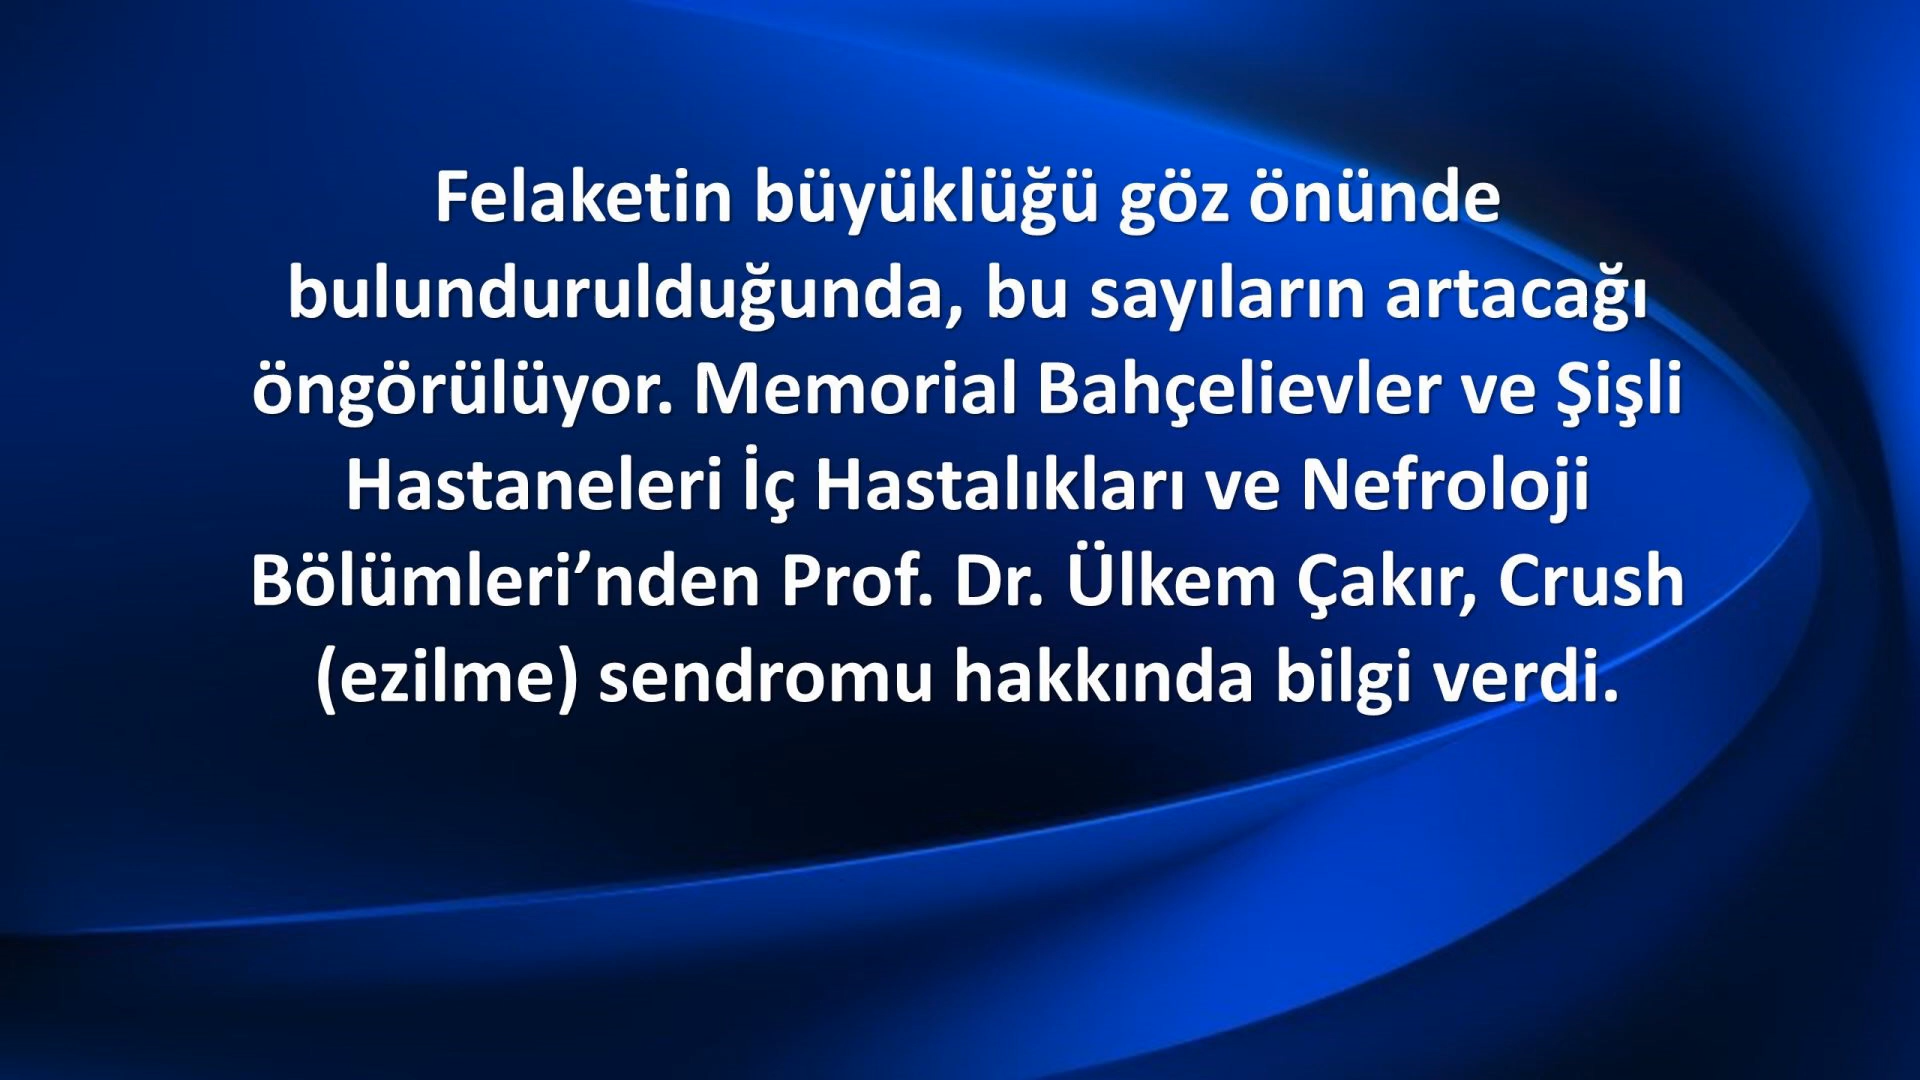 Felaketin büyüklüğü göz önünde
bulundurulduğunda, bu sayıların artacağı
öngörülüyor. Memorial Bahçelievler ve Şişli
Hastaneleri İç Hastalıkları ve Nefroloji
Bölümleri’nden Prof. Dr. Ülkem Çakır, Crush
(ezilme) sendromu hakkında bilgi verdi.